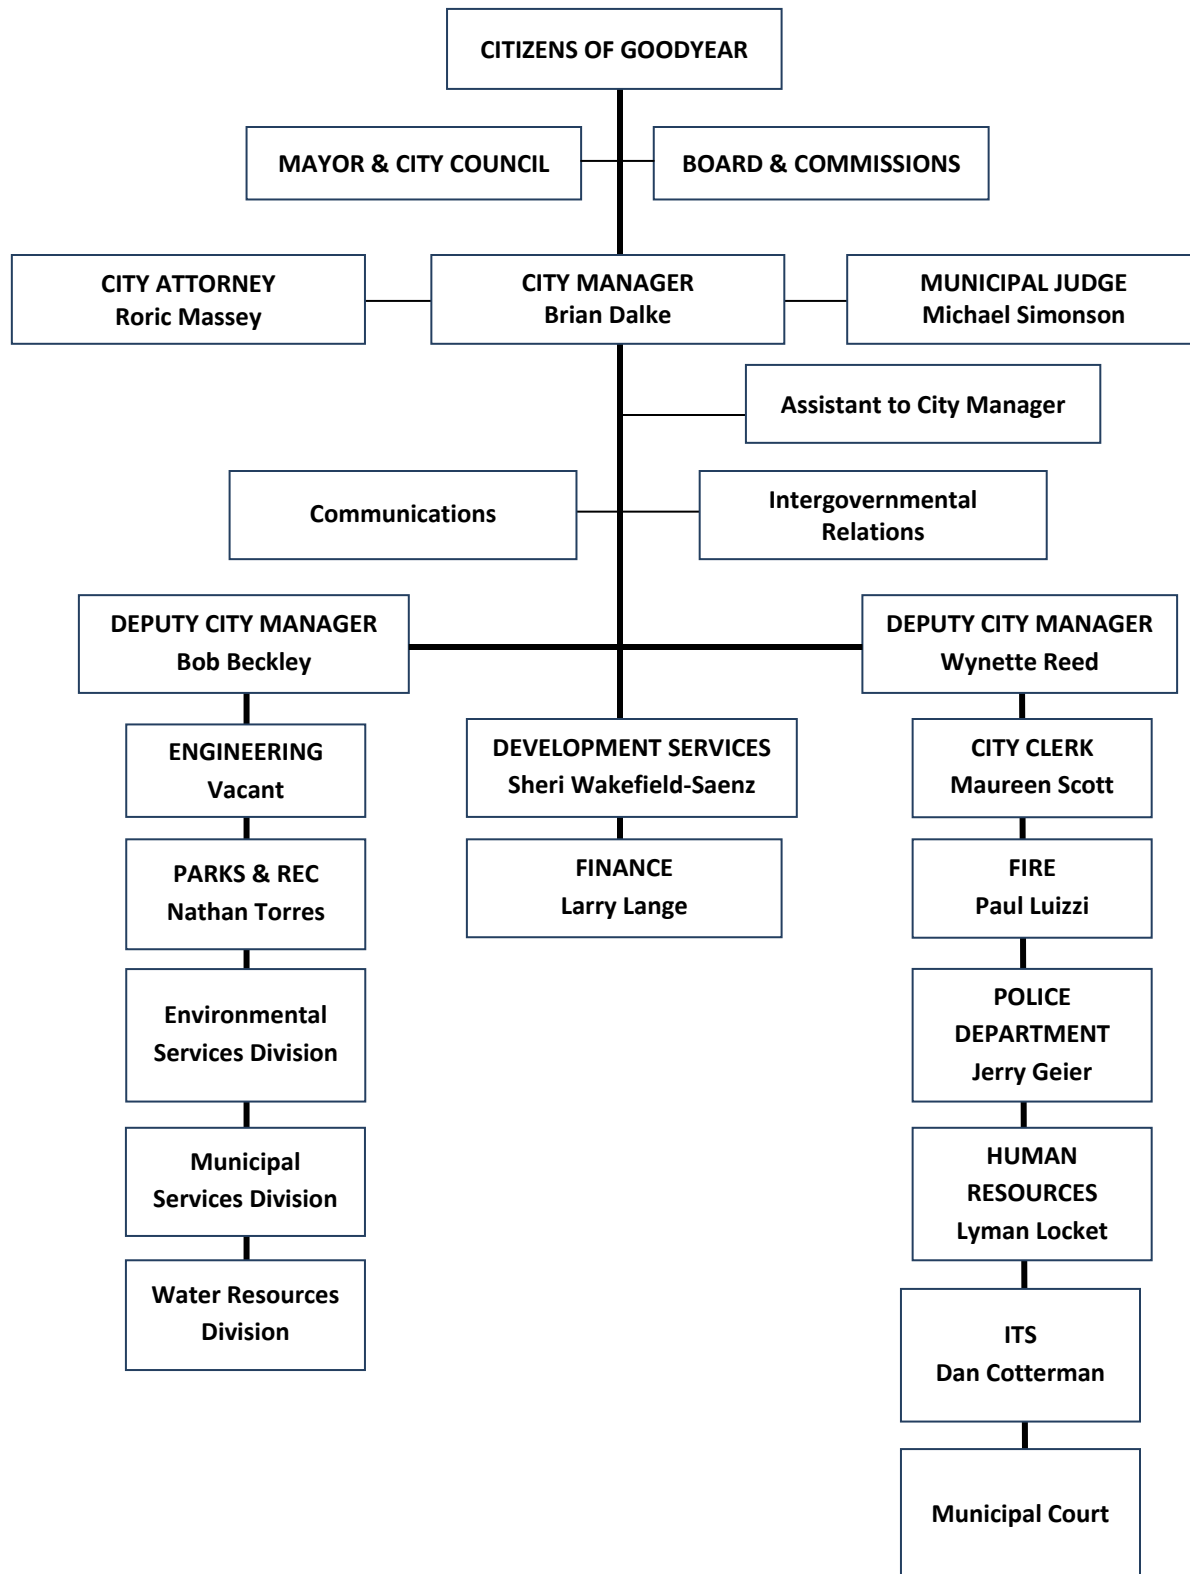 CITIZENS OF GOODYEAR
MAYOR & CITY COUNCIL
BOARD & COMMISSIONS
CITY ATTORNEY
Roric Massey
CITY MANAGER
Brian Dalke
MUNICIPAL JUDGE
Michael Simonson
Assistant to City Manager
Communications
Intergovernmental
Relations
DEPUTY CITY MANAGER
Bob Beckley
DEPUTY CITY MANAGER
Wynette Reed
ENGINEERING
Vacant
PARKS & REC
Nathan Torres
Environmental
Services Division
Municipal
Services Division
Water Resources
Division
DEVELOPMENT SERVICES
Sheri Wakefield-Saenz
FINANCE
Larry Lange
CITY CLERK
Maureen Scott
FIRE
Paul Luizzi
POLICE
DEPARTMENT
Jerry Geier
HUMAN
RESOURCES
Lyman Locket
ITS
Dan Cotterman
Municipal Court